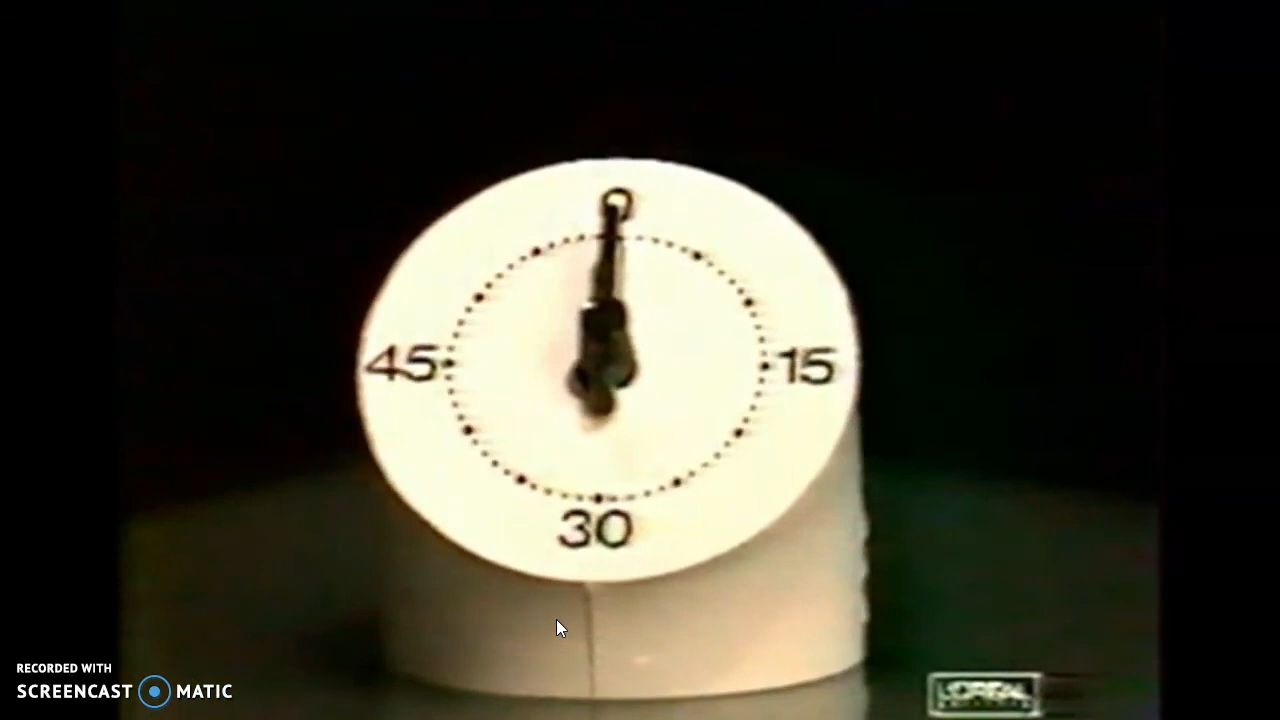 0
45 15
30
RECORDED WITH
SCREENCAST MATIC
L'ORÉAL